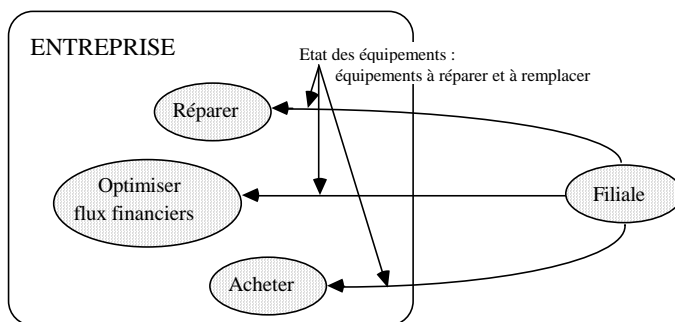 ENTREPRISE
Etat des équipements :
équipements à réparer et à remplacer
Réparer
Optimiser
flux financiers
Filiale
Acheter